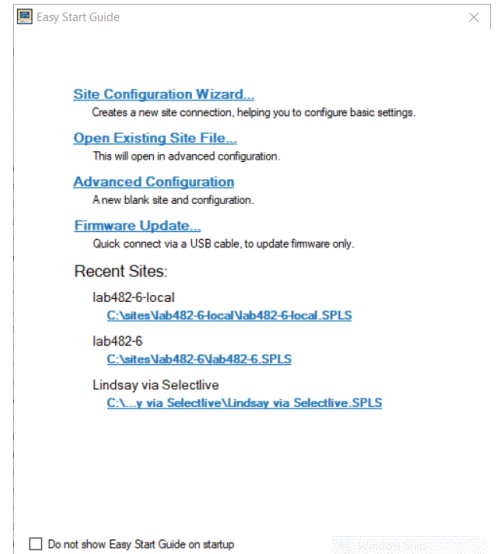 Easy Start Guide
Site Configuration Wizard...
Creates a new site connection, helping you to configure basic settings.
Open Existing Site File...
This will open in advanced configuration.
Advanced Configuration
A new blank site and configuration.
Firmware Update...
Quick connect via a USB cable, to update firmware only.
Recent Sites:
lab482-6-local
C:\sites\lab482-6-local\lab482-6-local.SPLS
lab482-6
C:\sites\lab482-6\lab482-6.SPLS
Lindsay via Selectlive
C:\...y via Selectlive\Lindsay via Selectlive.SPLS
Do not show Easy Start Guide on startup